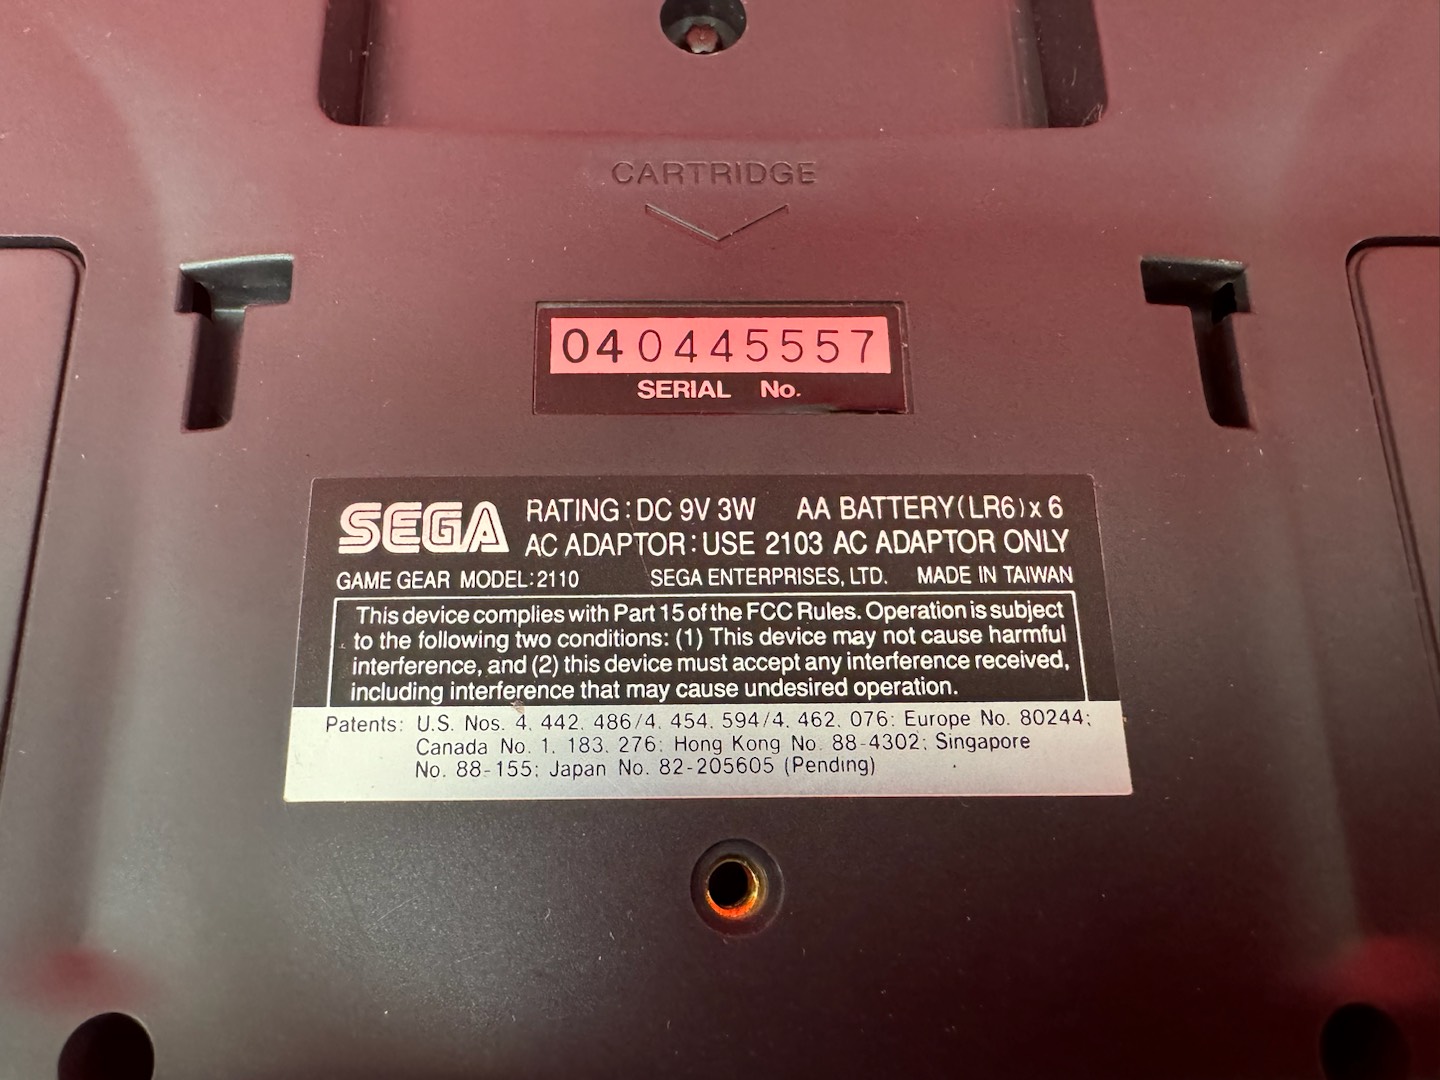 CARTRIDGE
040445557
SERIAL No.
SEGA RATING: DC 9V 3W AA BATTERY(LR6)x 6
AC ADAPTOR: USE 2103 AC ADAPTOR ONLY
GAME GEAR MODEL:2110 SEGA ENTERPRISES, LTD. MADE IN TAIWAN
This device complies with Part 15 of the FCC Rules. Operation is subject
to the following two conditions: (1) This device may not cause harmful
interference, and (2) this device must accept any interference received,
including interference that may cause undesired operation.
Patents: U.S. Nos. 4, 442, 486/4, 454, 594/4, 462, 076: Europe No. 80244:
Canada No. 1, 183, 276: Hong Kong No. 88-4302: Singapore
No. 88-155: Japan No. 82-205605 (Pending)